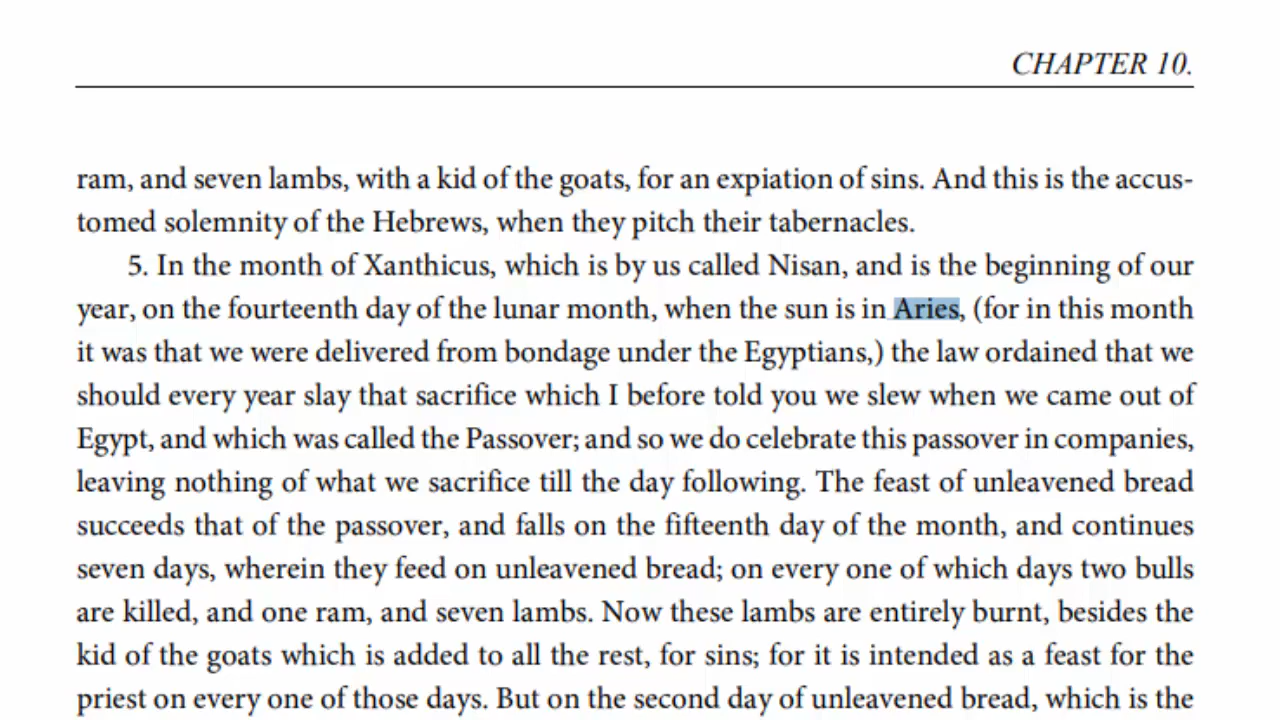 CHAPTER 10.
ram, and seven lambs, with a kid of the goats, for an expiation of sins. And this is the accus-
tomed solemnity of the Hebrews, when they pitch their tabernacles.
5. In the month of Xanthicus, which is by us called Nisan, and is the beginning of our
year, on the fourteenth day of the lunar month, when the sun is in Aries, (for in this month
it was that we were delivered from bondage under the Egyptians,) the law ordained that we
should every year slay that sacrifice which I before told you we slew when we came out of
Egypt, and which was called the Passover; and so we do celebrate this passover in companies,
leaving nothing of what we sacrifice till the day following. The feast of unleavened bread
succeeds that of the passover, and falls on the fifteenth day of the month, and continues
seven days, wherein they feed on unleavened bread; on every one of which days two bulls
are killed, and one ram, and seven lambs. Now these lambs are entirely burnt, besides the
kid of the goats which is added to all the rest, for sins; for it is intended as a feast for the
priest on every one of those days. But on the second day of unleavened bread, which is the